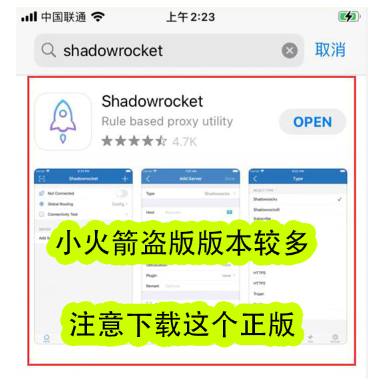 中国联通
上午2:23
shadowrocket
取消
Shadowrocket
Rule based proxy utility
4.7K
OPEN
Shadowrocket
Not Connected
Global Routing
Config
Connectivity Test
Add Server
Type
Shadowsocks
Host
Plugin
none
Remark
Type
Shadowsocks
ShadowsocksR
Subscribe
HTTPS
HTTP2
Trojan
小火箭盗版版本较多
注意下载这个正版